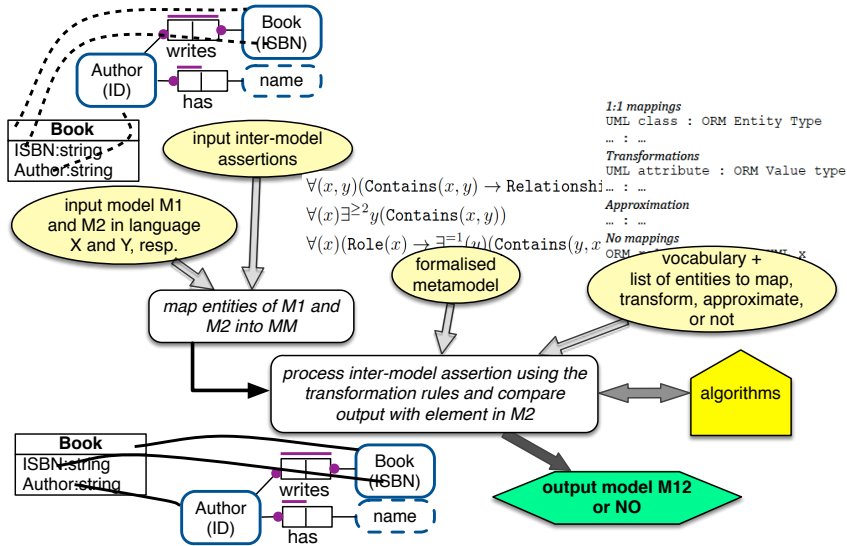 Book
(ISBN)
writes
Author
(ID)
name
has
Book
ISBN:string
Author:string
input inter-model
assertions
1:1 mappings
UML class : ORM Entity Type
… : …
Transformations
UML attribute : ORM Value type
… : …
Approximation
… : …
No mappings
ORM
x
∀(x, y)(Contains(x, y) → Relationshi
∀(x)∃≥2y(Contains(x, y))
∀(x)(Role(x) → ∃=1(y)(Contains(y, x
input model M1
and M2 in language
X and Y, resp.
formalised
metamodel
vocabulary +
list of entities to map,
transform, approximate,
or not
map entities of M1 and
M2 into MM
process inter-model assertion using the
transformation rules and compare
output with element in M2
algorithms
Book
ISBN:string
Author:string
Book
(ISBN)
writes
Author
(ID)
name
has
output model M12
or NO